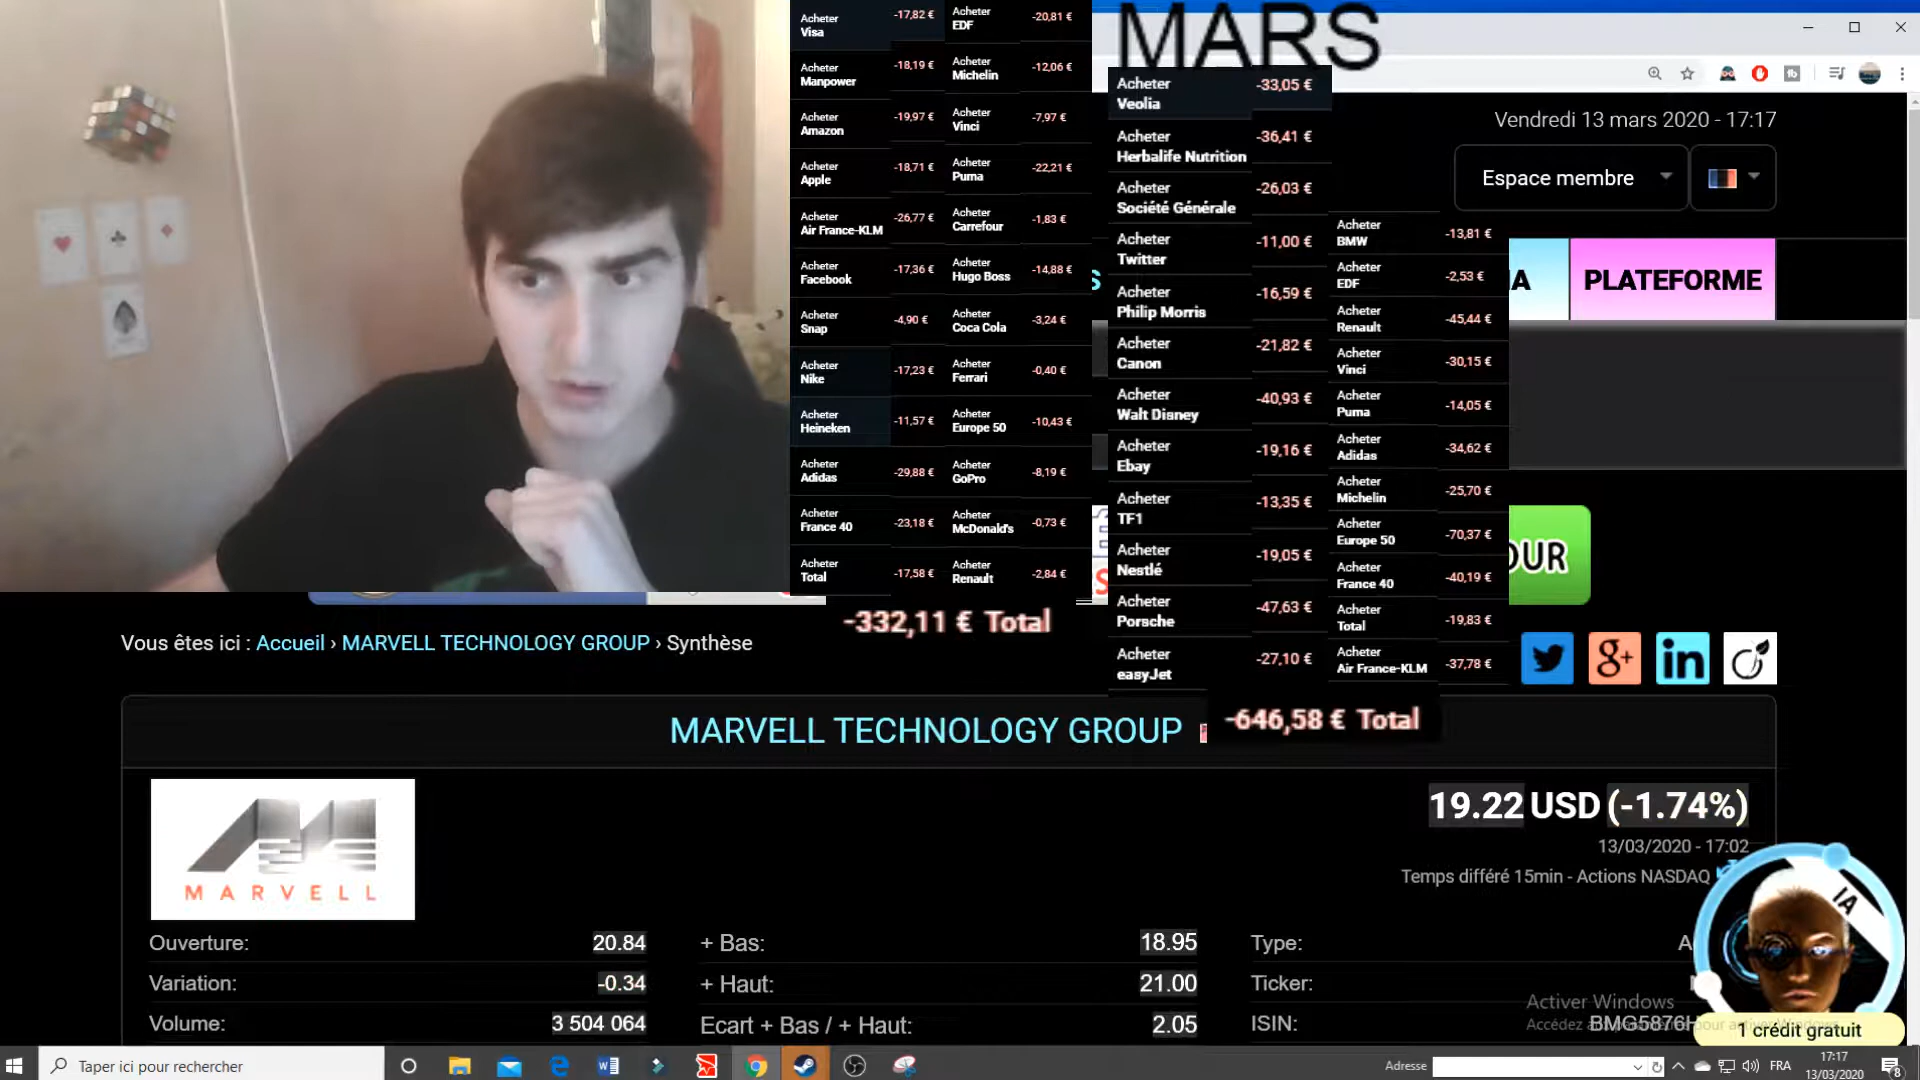 Acheter
Visa
-17,82 €
Acheter
Manpower
-18,19 €
Acheter
Amazon
-19,97 €
Acheter
Apple
-18,71 €
Acheter
Air France-KLM
-26,77 €
Acheter
Facebook
-17,36 €
Acheter
Snap
-4,90 €
Acheter
Nike
-17,23 €
Acheter
Heineken
-11,57 €
Acheter
Adidas
-29,88 €
Acheter
France 40
-23,18 €
Acheter
Total
-17,58 €
Acheter
EDF
-20,81 €
Acheter
Michelin
-12,06 €
Acheter
Vinci
-7,97 €
Acheter
Puma
-22,21 €
Acheter
Carrefour
-1,83 €
Acheter
Hugo Boss
-14,88 €
Acheter
Coca Cola
-3,24 €
Acheter
Ferrari
-0,40 €
Acheter
Europe 50
-10,43 €
Acheter
GoPro
-8,19 €
Acheter
McDonald's
-0,73 €
Acheter
Renault
-2,84 €
-332,11 € Total
MARS
Acheter
Veolia
-33,05 €
Acheter
Herbalife Nutrition
-36,41 €
Acheter
Société Générale
-26,03 €
Acheter
Twitter
-11,00 €
Acheter
Philip Morris
-16,59 €
Acheter
Canon
-21,82 €
Acheter
Walt Disney
-40,93 €
Acheter
Ebay
-19,16 €
Acheter
TF1
-13,35 €
Acheter
Nestlé
-19,05 €
Acheter
Porsche
-47,63 €
Acheter
easyJet
-27,10 €
Acheter
BMW
-13,81 €
Acheter
EDF
-2,53 €
Acheter
Renault
-45,44 €
Acheter
Vinci
-30,15 €
Acheter
Puma
-14,05 €
Acheter
Adidas
-34,62 €
Acheter
Michelin
-25,70 €
Acheter
Europe 50
-70,37 €
Acheter
France 40
-40,19 €
Acheter
Total
-19,83 €
Acheter
Air France-KLM
-37,78 €
-646,58 € Total
Vendredi 13 mars 2020 - 17:17
Espace membre
PLATEFORME
OUR
Vous êtes ici : Accueil › MARVELL TECHNOLOGY GROUP › Synthèse
g+ in
MARVELL TECHNOLOGY GROUP
MARVELL
19.22 USD (-1.74%)
13/03/2020 - 17:02
Temps différé 15min - Actions NASDAQ
Ouverture: 20.84
+ Bas: 18.95
Type:
Variation: -0.34
+ Haut: 21.00
Ticker:
Volume: 3 504 064
Ecart + Bas / + Haut: 2.05
ISIN: BMG5876H
IA
Activer Windows
1 crédit gratuit
Taper ici pour rechercher
Adresse
FRA
17:17
13/03/2020
8